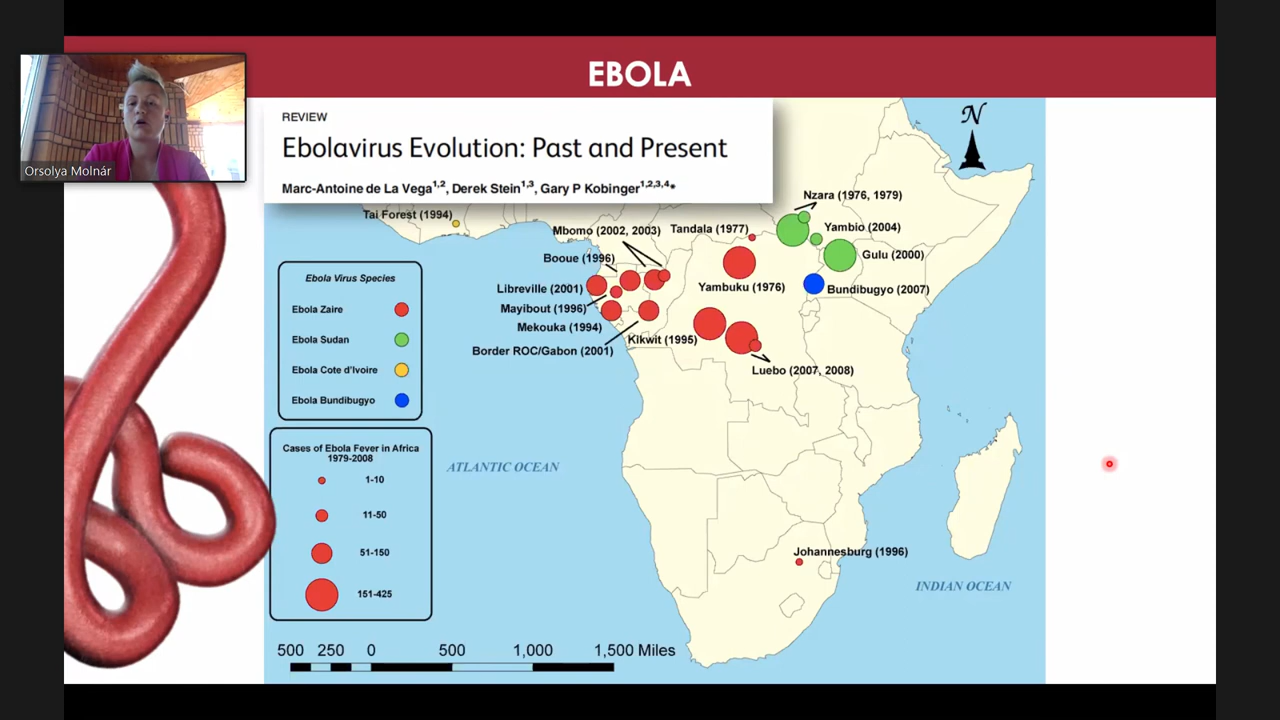 EBOLA
Orsolya Molnár
REVIEW
Ebolavirus Evolution: Past and Present
Marc-Antoine de La Vega1,2, Derek Stein1,3, Gary P Kobinger1,2,3,4*
N
Nzara (1976, 1979)
Tai Forest (1994)
Mbomo (2002, 2003)
Tandala (1977)
Yambio (2004)
Gulu (2000)
Booue (1996)
Libreville (2001)
Yambuku (1976)
Bundibugyo (2007)
Mayibout (1996)
Mekouka (1994)
Kikwit (1995)
Border ROC/Gabon (2001)
Luebo (2007, 2008)
Ebola Virus Species
Ebola Zaire
Ebola Sudan
Ebola Cote d'Ivoire
Ebola Bundibugyo
Cases of Ebola Fever in Africa
1979-2008
1-10
11-50
51-150
151-425
ATLANTIC OCEAN
Johannesburg (1996)
INDIAN OCEAN
500 250 0 500 1,000 1,500 Miles